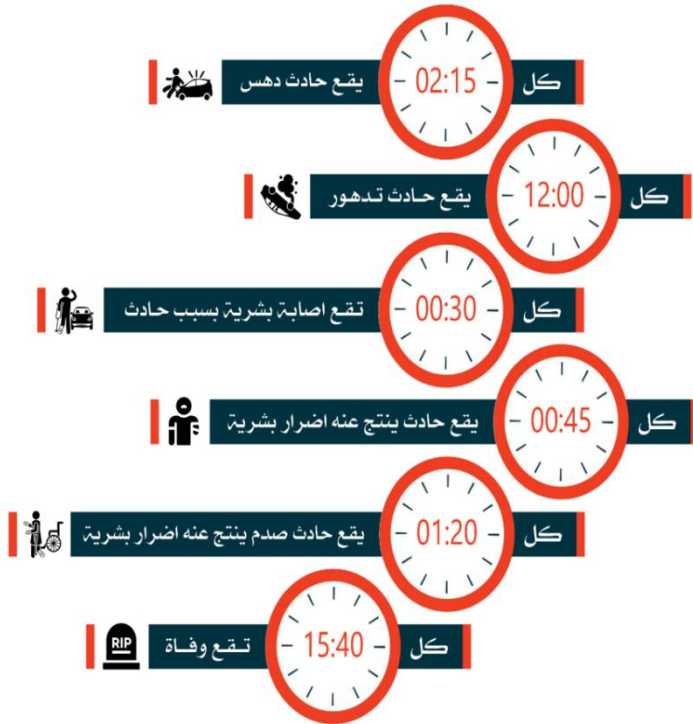 كل 02:15 يقع حادث دهس
كل 12:00 يقع حادث تدهور
كل 00:30 تقع اصابة بشرية بسبب حادث
كل 00:45 يقع حادث ينتج عنه اضرار بشرية
كل 01:20 يقع حادث صدم ينتج عنه اضرار بشرية
كل 15:40 تقع وفاة
RIP